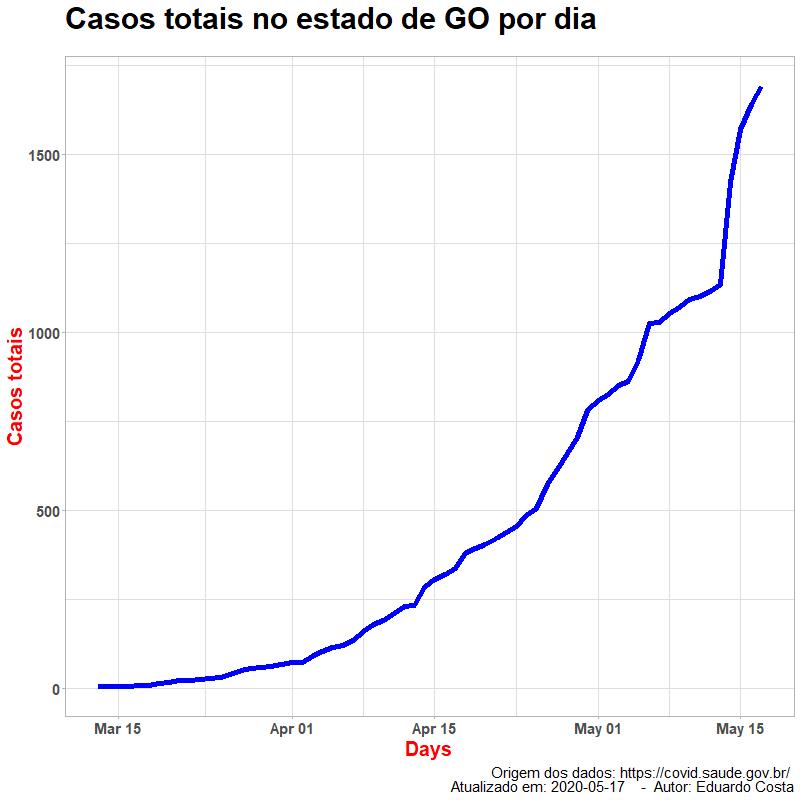 Casos totais no estado de GO por dia
Casos totais
1500
1000
500
0
Mar 15 Apr 01 Apr 15 May 01 May 15
Days
Origem dos dados: https://covid.saude.gov.br/
Atualizado em: 2020-05-17 - Autor: Eduardo Costa